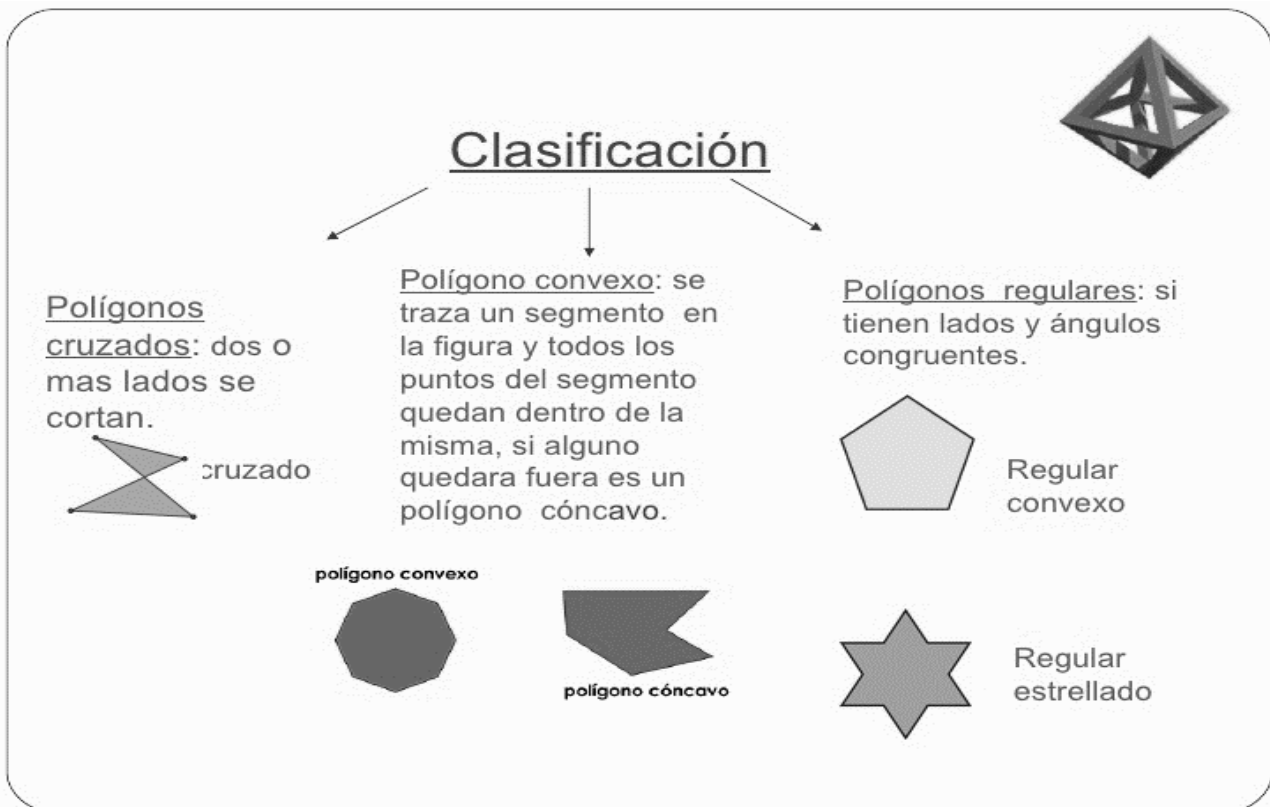 Clasificación
Polígonos
cruzados: dos o
mas lados se
cortan.
cruzado
Polígono convexo: se
traza un segmento en
la figura y todos los
puntos del segmento
quedan dentro de la
misma, si alguno
quedara fuera es un
polígono cóncavo.
polígono convexo
polígono cóncavo
Polígonos regulares: si
tienen lados y ángulos
congruentes.
Regular
convexo
Regular
estrellado